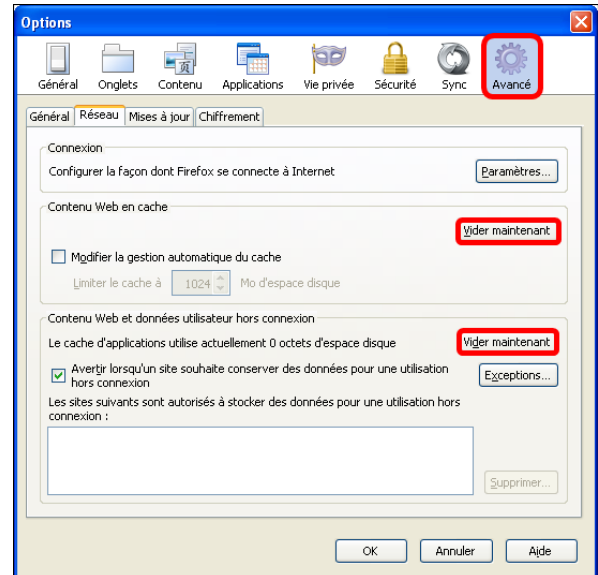 Options
Général Onglets Contenu Applications Vie privée Sécurité Sync Avancé
Général Réseau Mises à jour Chiffrement
Connexion
Configurer la façon dont Firefox se connecte à Internet Paramètres...
Contenu Web en cache
Vider maintenant
Modifier la gestion automatique du cache
Limiter le cache à 1024 Mo d'espace disque
Contenu Web et données utilisateur hors connexion
Le cache d'applications utilise actuellement 0 octets d'espace disque Vider maintenant
Avertir lorsqu'un site souhaite conserver des données pour une utilisation
hors connexion Exceptions...
Les sites suivants sont autorisés à stocker des données pour une utilisation hors
connexion :
Supprimer...
OK Annuler Aide